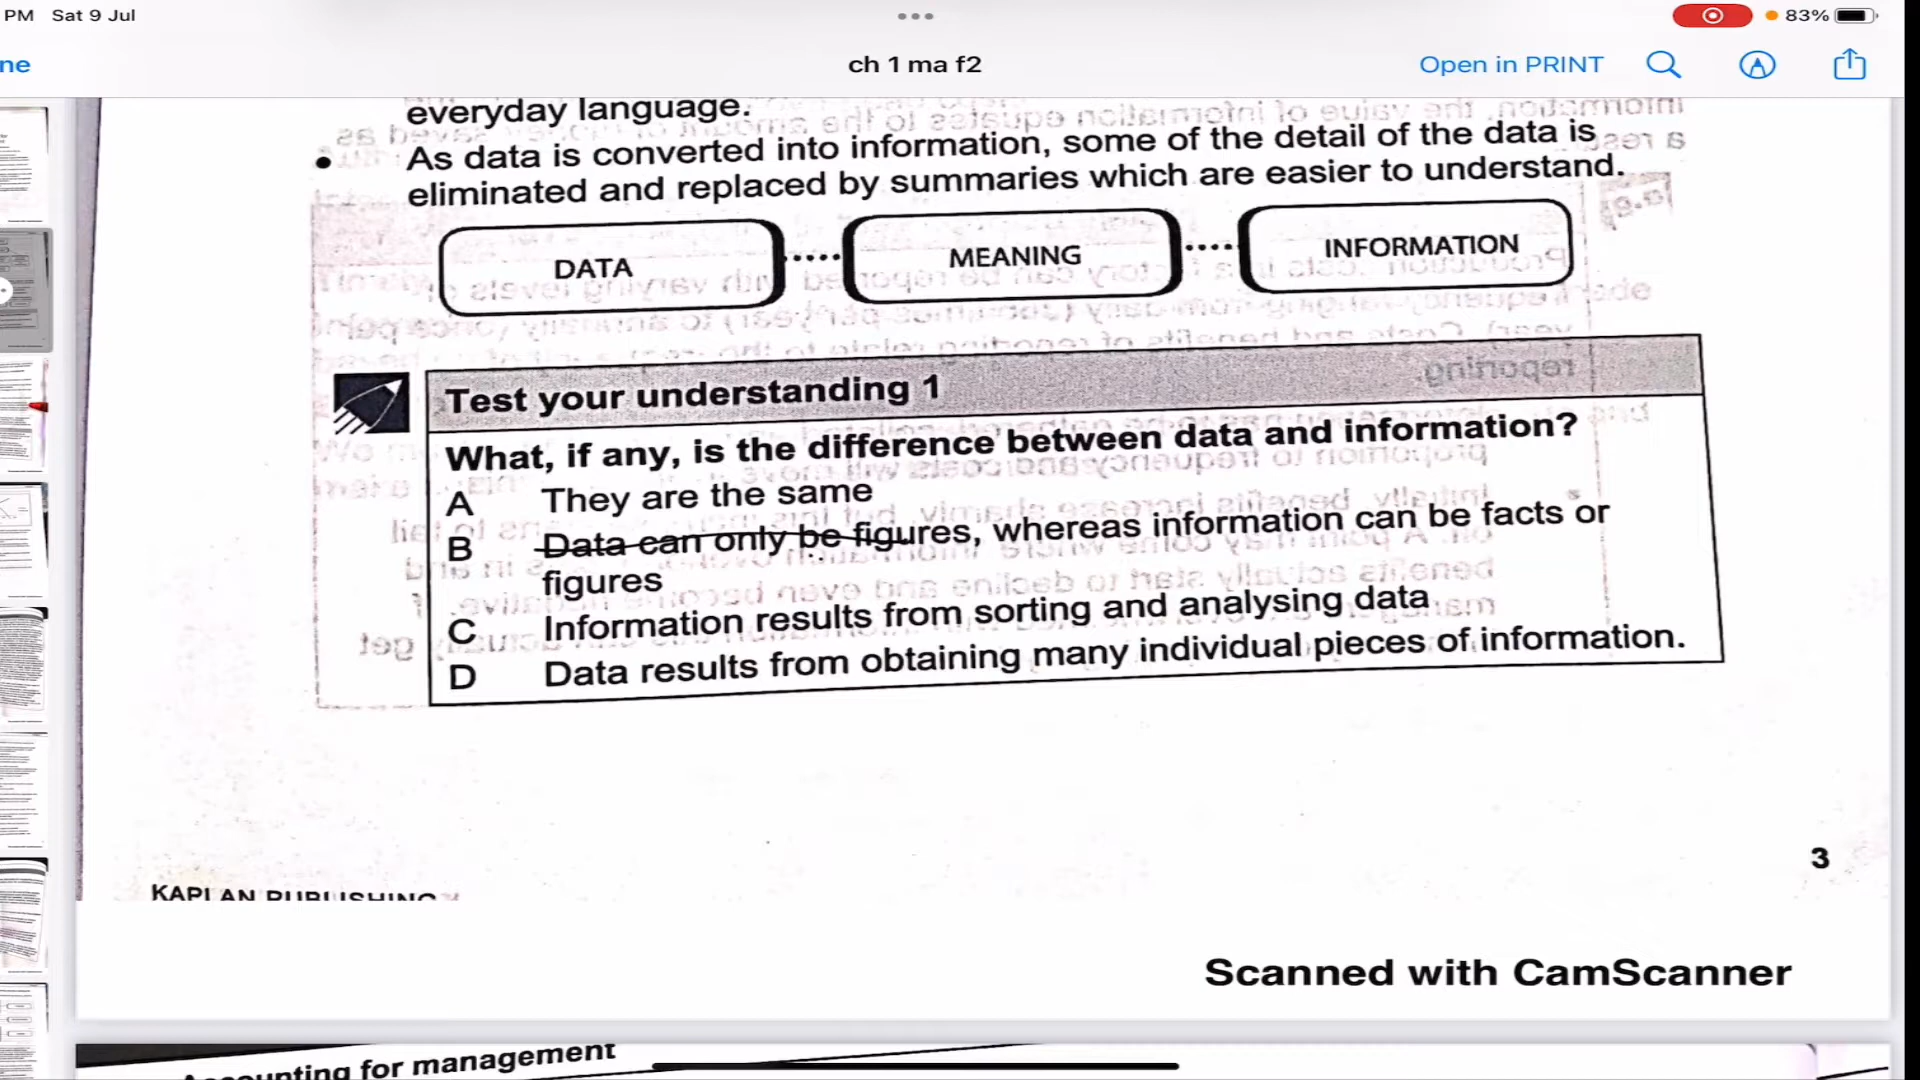 PM Sat 9 Jul
83%
ne
ch 1 ma f2
Open in PRINT
everyday language.
• As data is converted into information, some of the detail of the data is
eliminated and replaced by summaries which are easier to understand.
DATA
MEANING
INFORMATION
Test your understanding 1
What, if any, is the difference between data and information?
A They are the same
B Data can only be figures, whereas information can be facts or
figures
C Information results from sorting and analysing data
D Data results from obtaining many individual pieces of information.
3
KAPLAN PUBLISHING
Scanned with CamScanner
Accounting for management